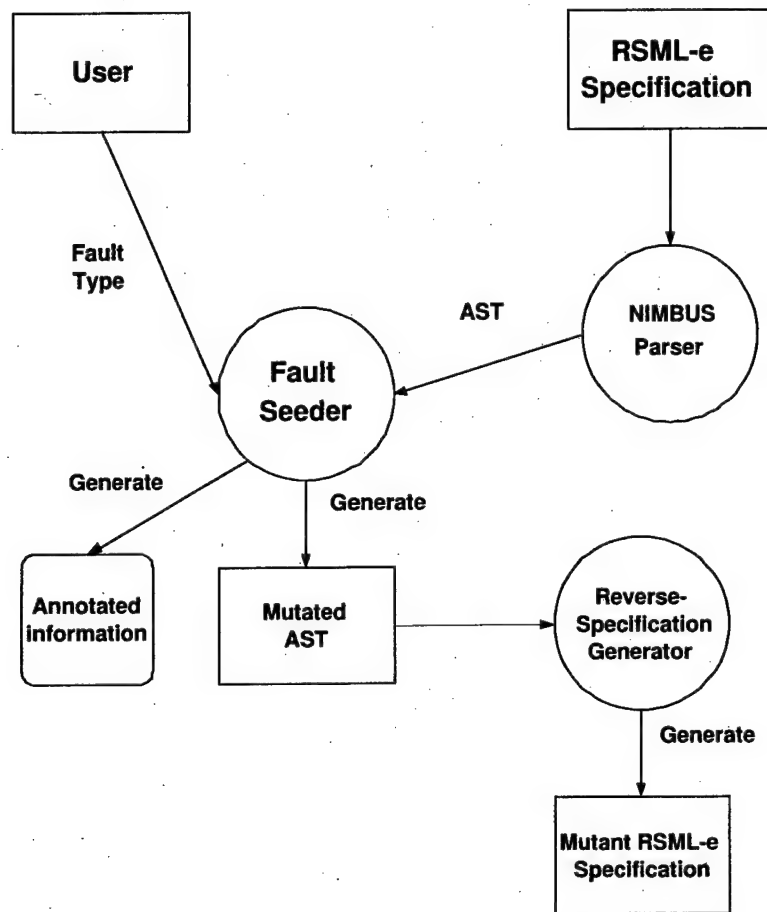 User
RSML-e
Specification
Fault
Type
AST
NIMBUS
Parser
Fault
Seeder
Generate
Generate
Annotated
information
Mutated
AST
Reverse-
Specification
Generator
Generate
Mutant RSML-e
Specification